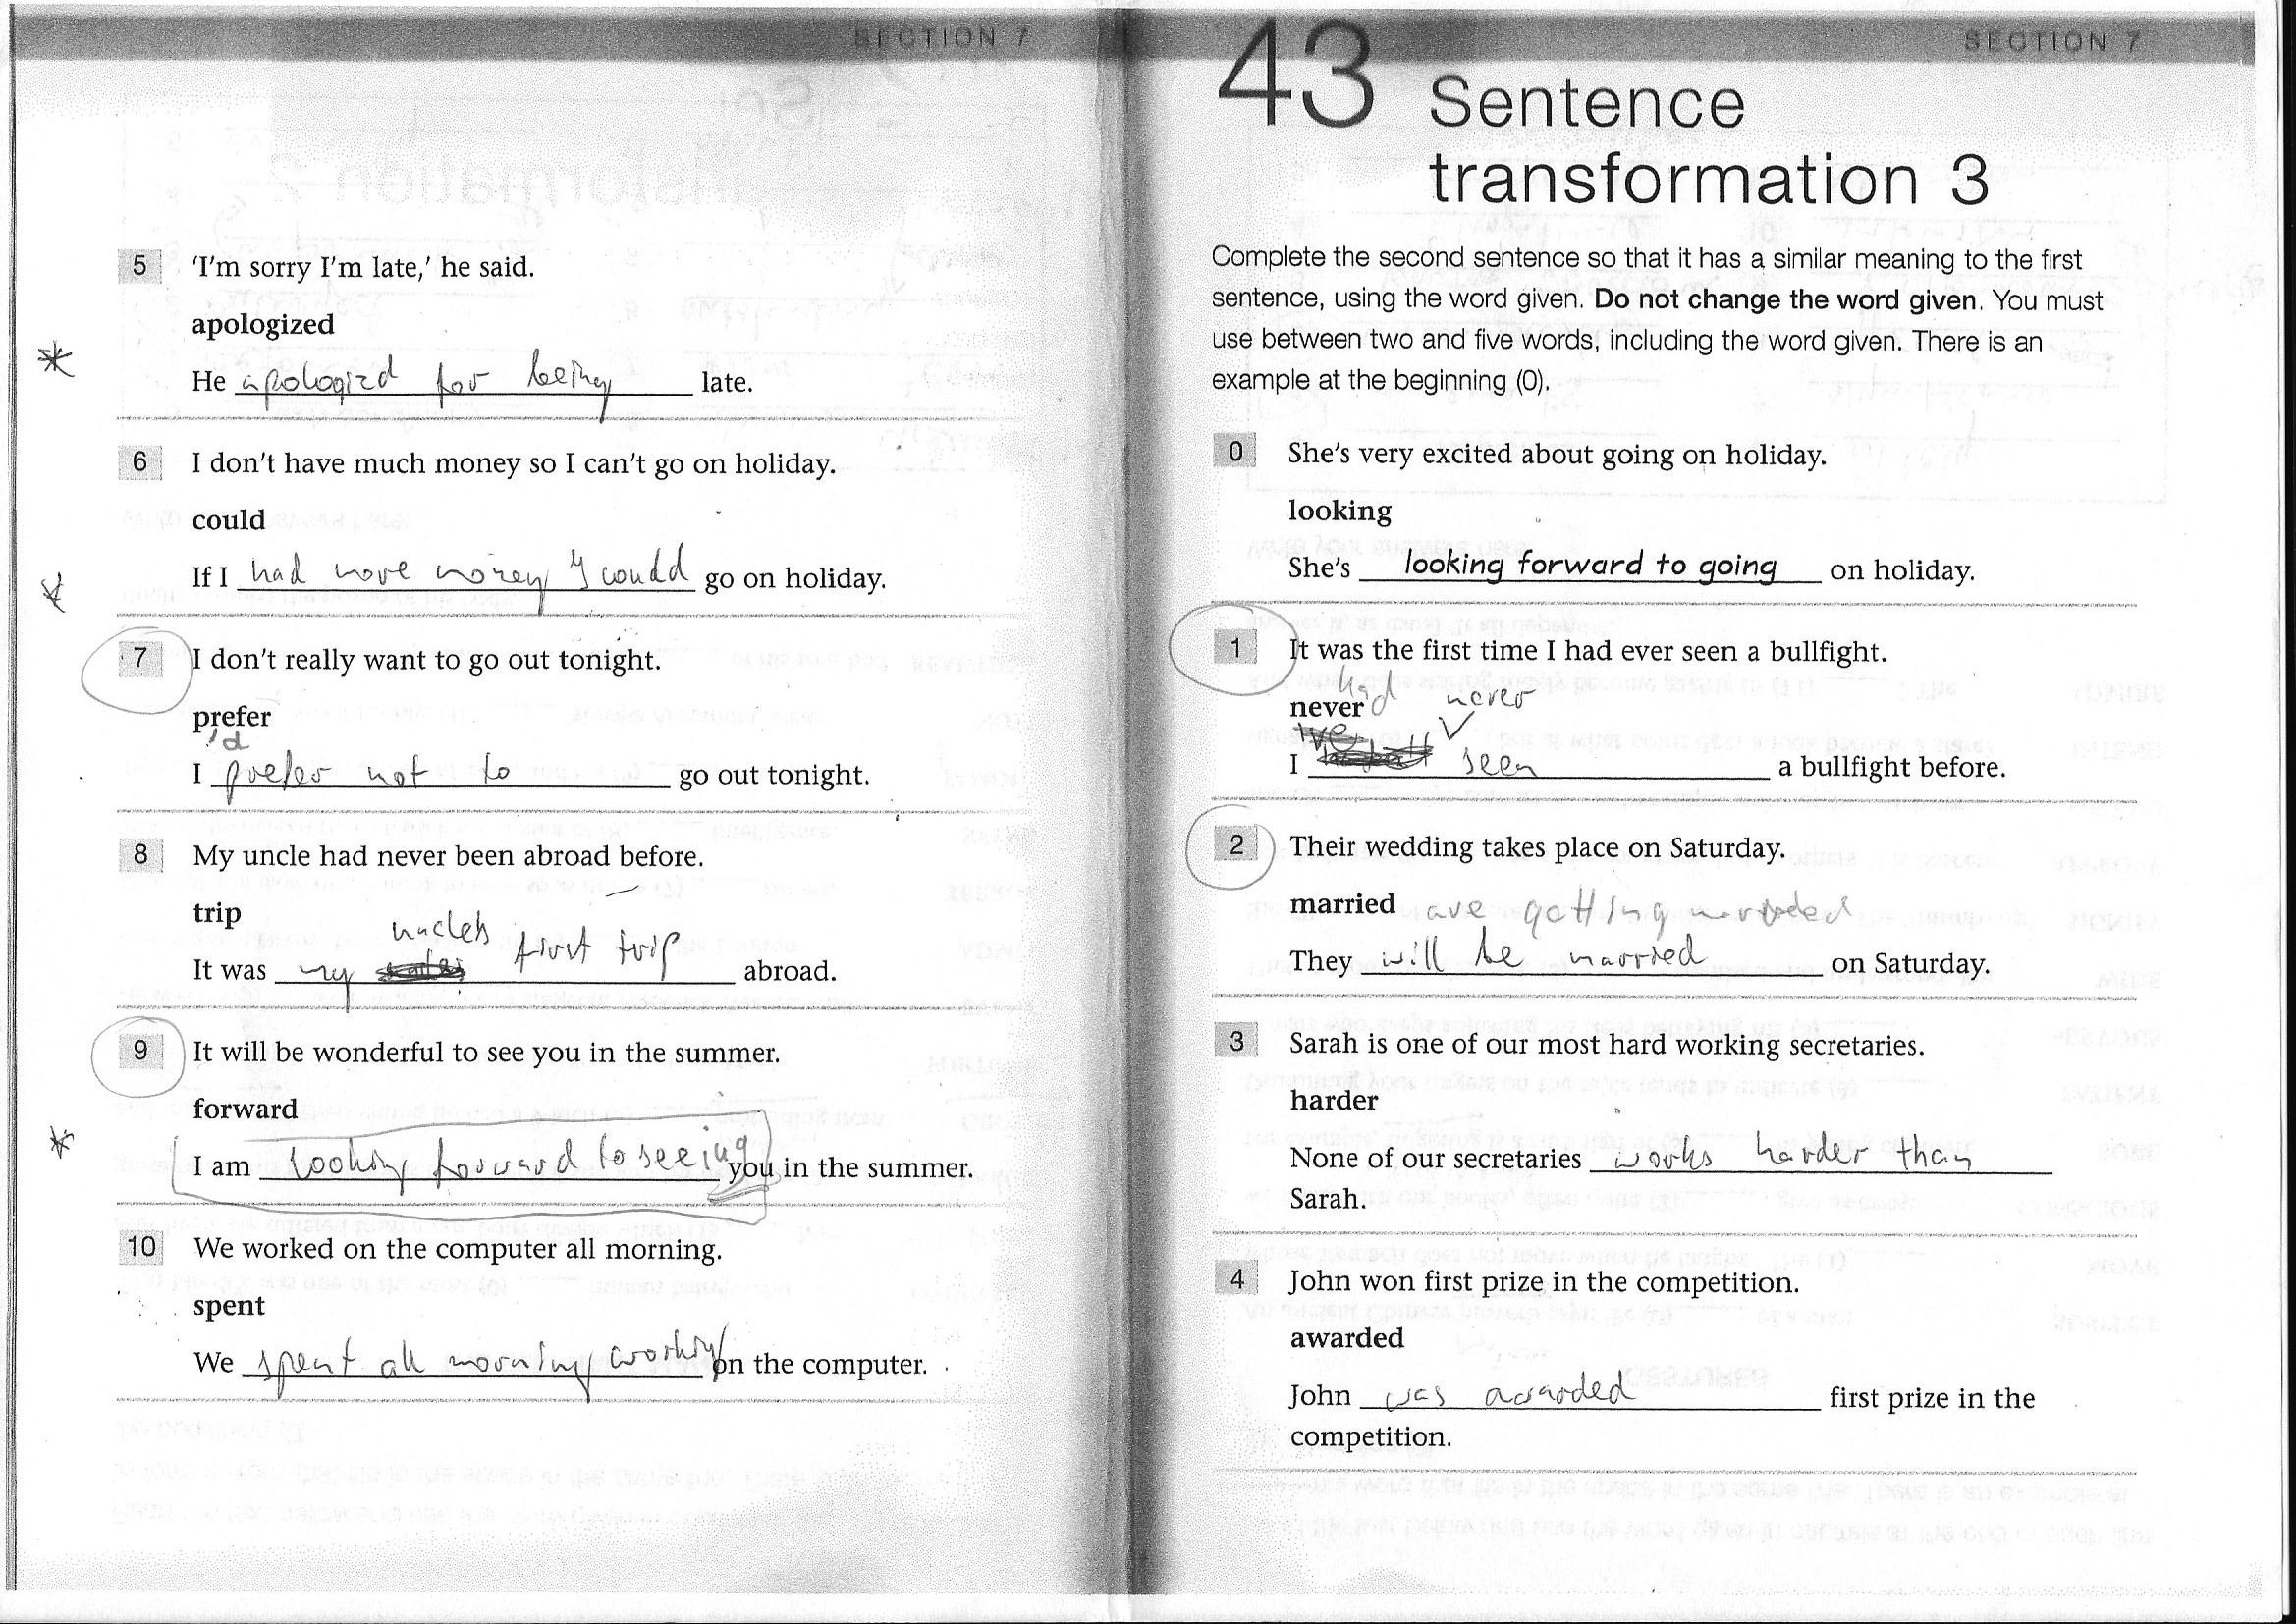 SECTION 7
5 'I'm sorry I'm late,' he said.
apologized
He apologizd for being late.
6 I don't have much money so I can't go on holiday.
could
If I had more money I could go on holiday.
7 I don't really want to go out tonight.
prefer
'd
I prefer not to go out tonight.
8 My uncle had never been abroad before.
trip
It was my uncles first trip abroad.
9 It will be wonderful to see you in the summer.
forward
I am looking forward to seeing you in the summer.
10 We worked on the computer all morning.
spent
We spent all morning working on the computer.
SECTION 7
43 Sentence
transformation 3
Complete the second sentence so that it has a similar meaning to the first
sentence, using the word given. Do not change the word given. You must
use between two and five words, including the word given. There is an
example at the beginning (0).
0 She's very excited about going on holiday.
looking
She's looking forward to going on holiday.
1 It was the first time I had ever seen a bullfight.
had never
never
I seen a bullfight before.
2 Their wedding takes place on Saturday.
married are getting
They will be married on Saturday.
3 Sarah is one of our most hard working secretaries.
harder
None of our secretaries works harder than
Sarah.
4 John won first prize in the competition.
awarded
John was awarded first prize in the
competition.